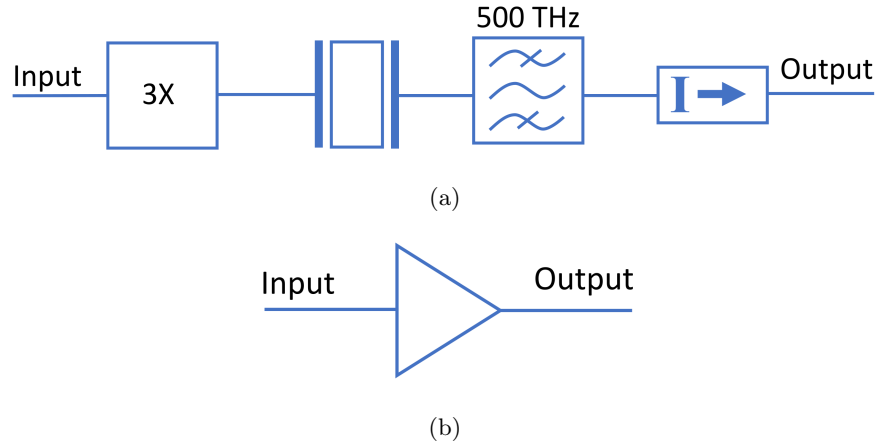 500 THz
Input
3X
I
Output
(a)
Input
Output
(b)